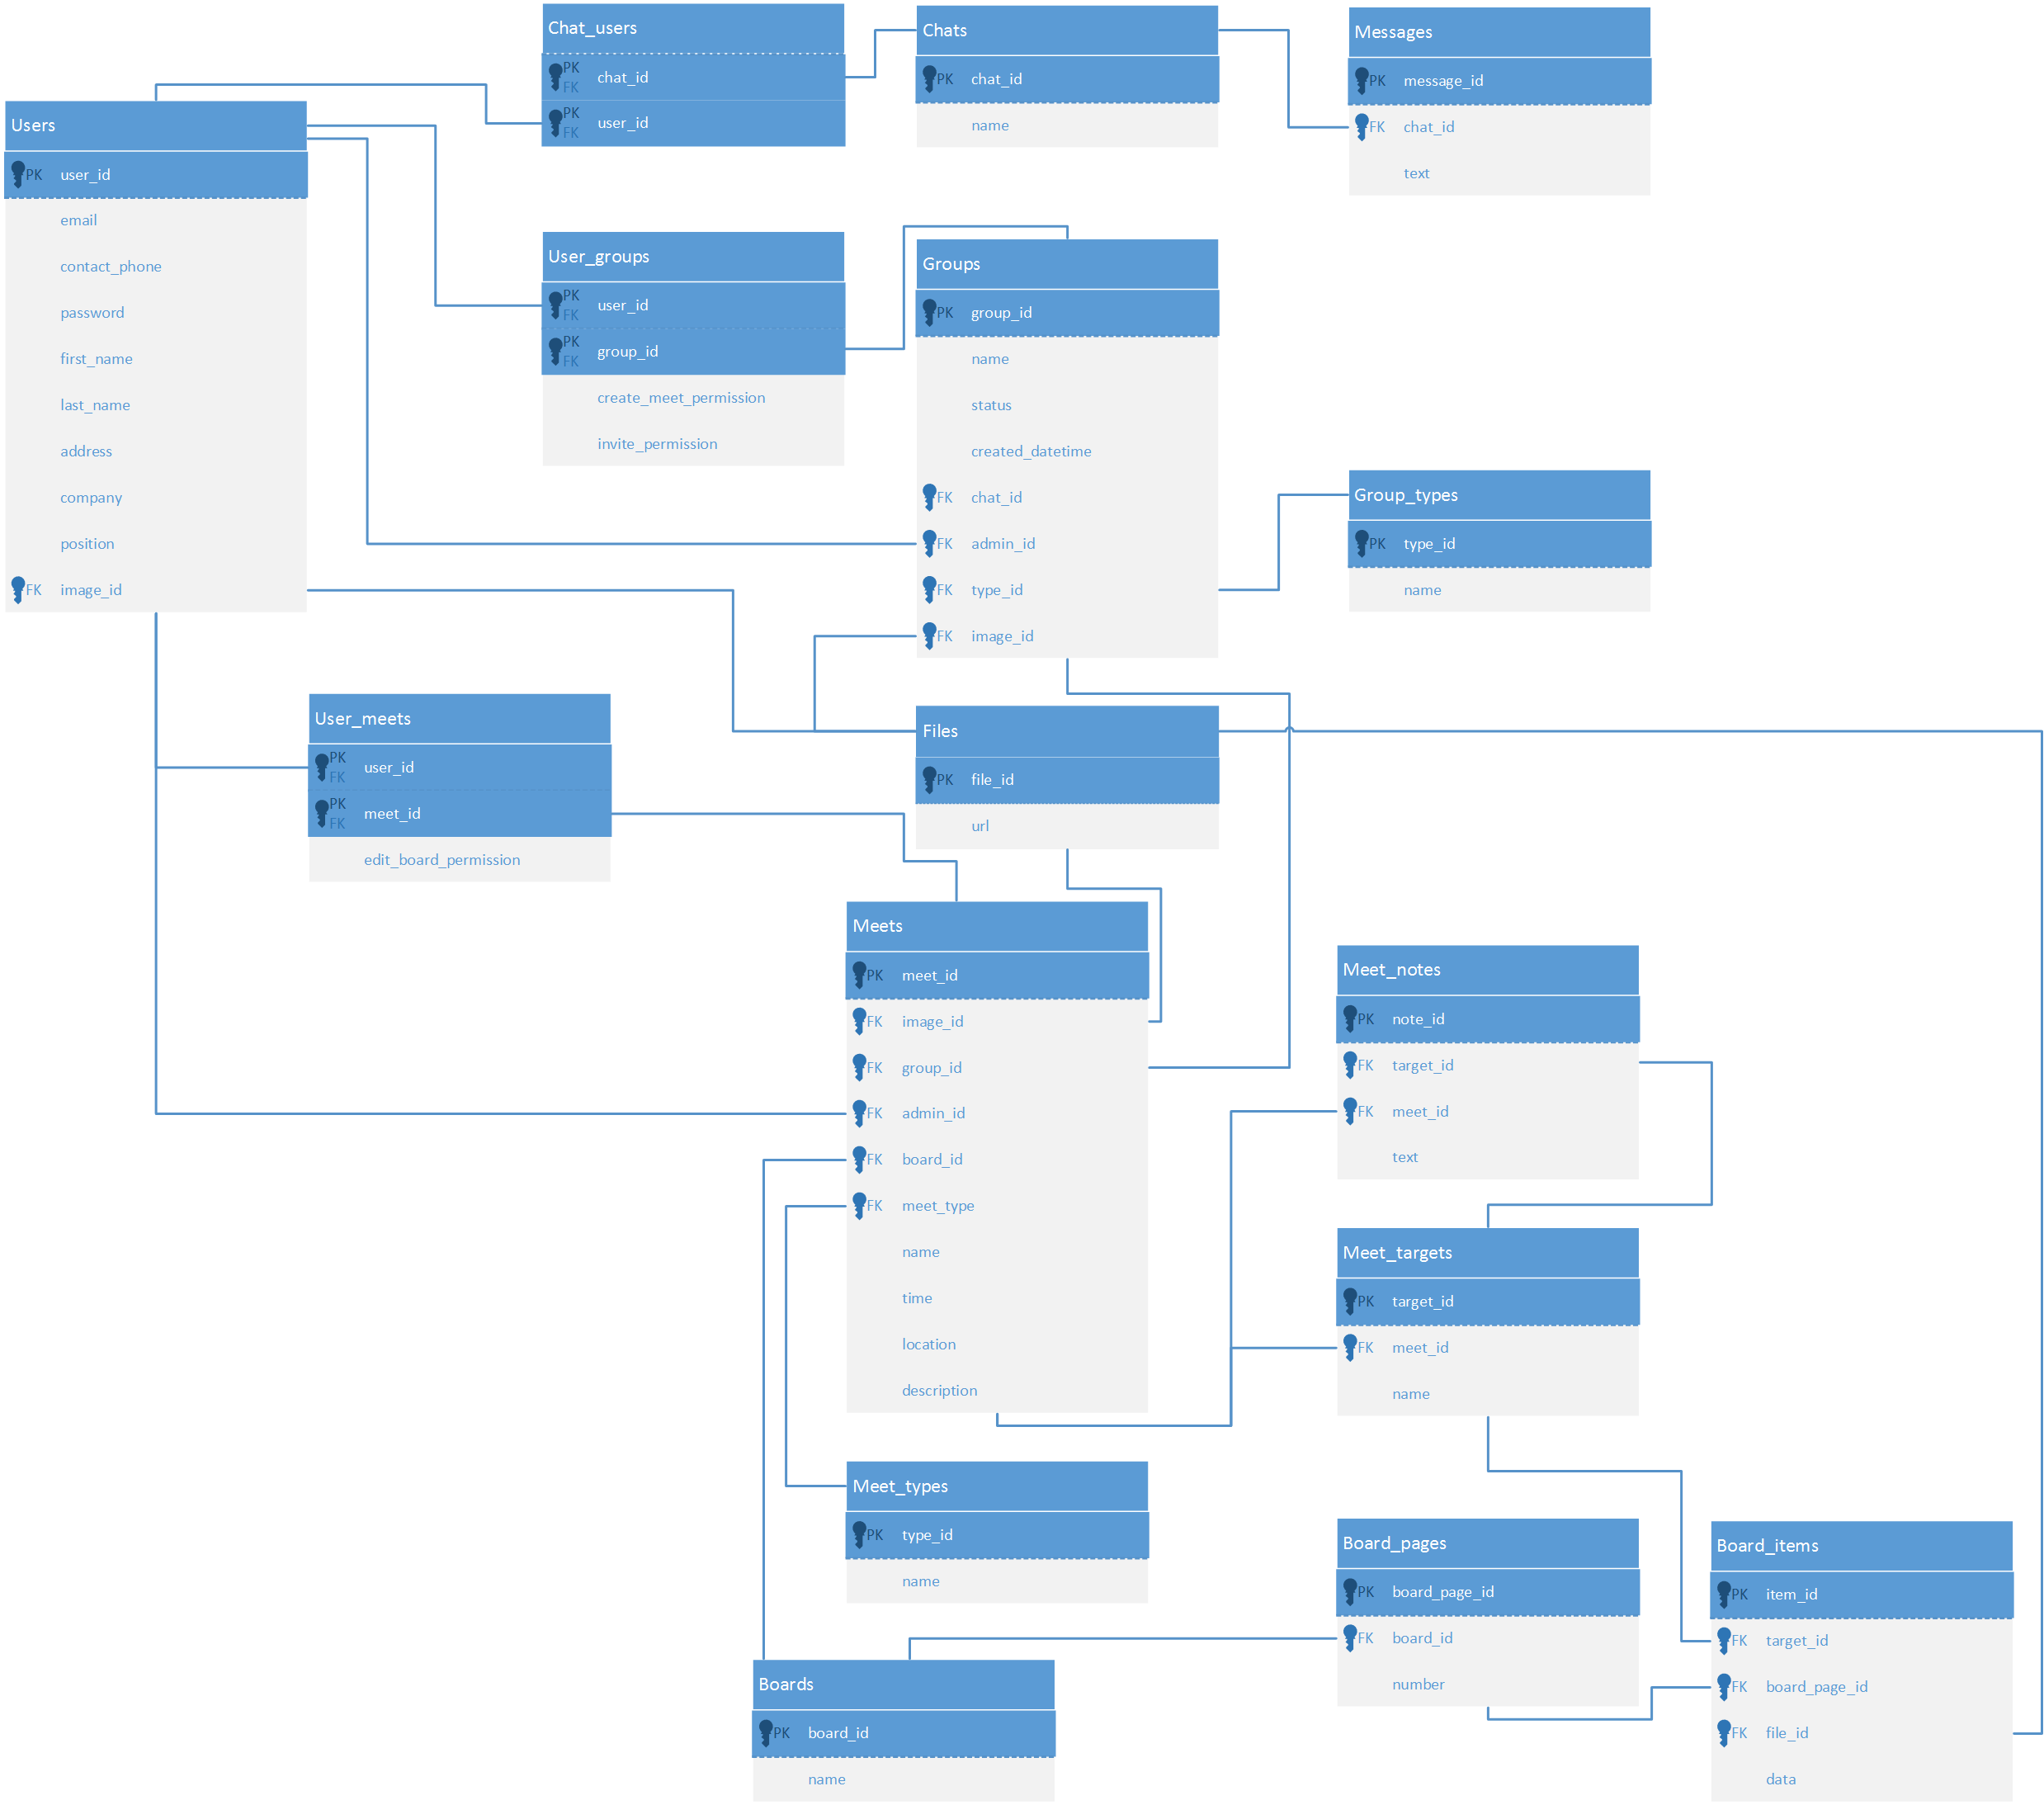 Chat_users
PK
FK chat_id
PK
FK user_id
Chats
PK chat_id
name
Messages
PK message_id
FK chat_id
text
Users
PK user_id
email
contact_phone
password
first_name
last_name
address
company
position
FK image_id
User_groups
PK
FK user_id
PK
FK group_id
create_meet_permission
invite_permission
Groups
PK group_id
name
status
created_datetime
FK chat_id
FK admin_id
FK type_id
FK image_id
Group_types
PK type_id
name
User_meets
PK
FK user_id
PK
FK meet_id
edit_board_permission
Files
PK file_id
url
Meets
PK meet_id
FK image_id
FK group_id
FK admin_id
FK board_id
FK meet_type
name
time
location
description
Meet_notes
PK note_id
FK target_id
FK meet_id
text
Meet_targets
PK target_id
FK meet_id
name
Meet_types
PK type_id
name
Board_pages
PK board_page_id
FK board_id
number
Board_items
PK item_id
FK target_id
FK board_page_id
FK file_id
data
Boards
PK board_id
name